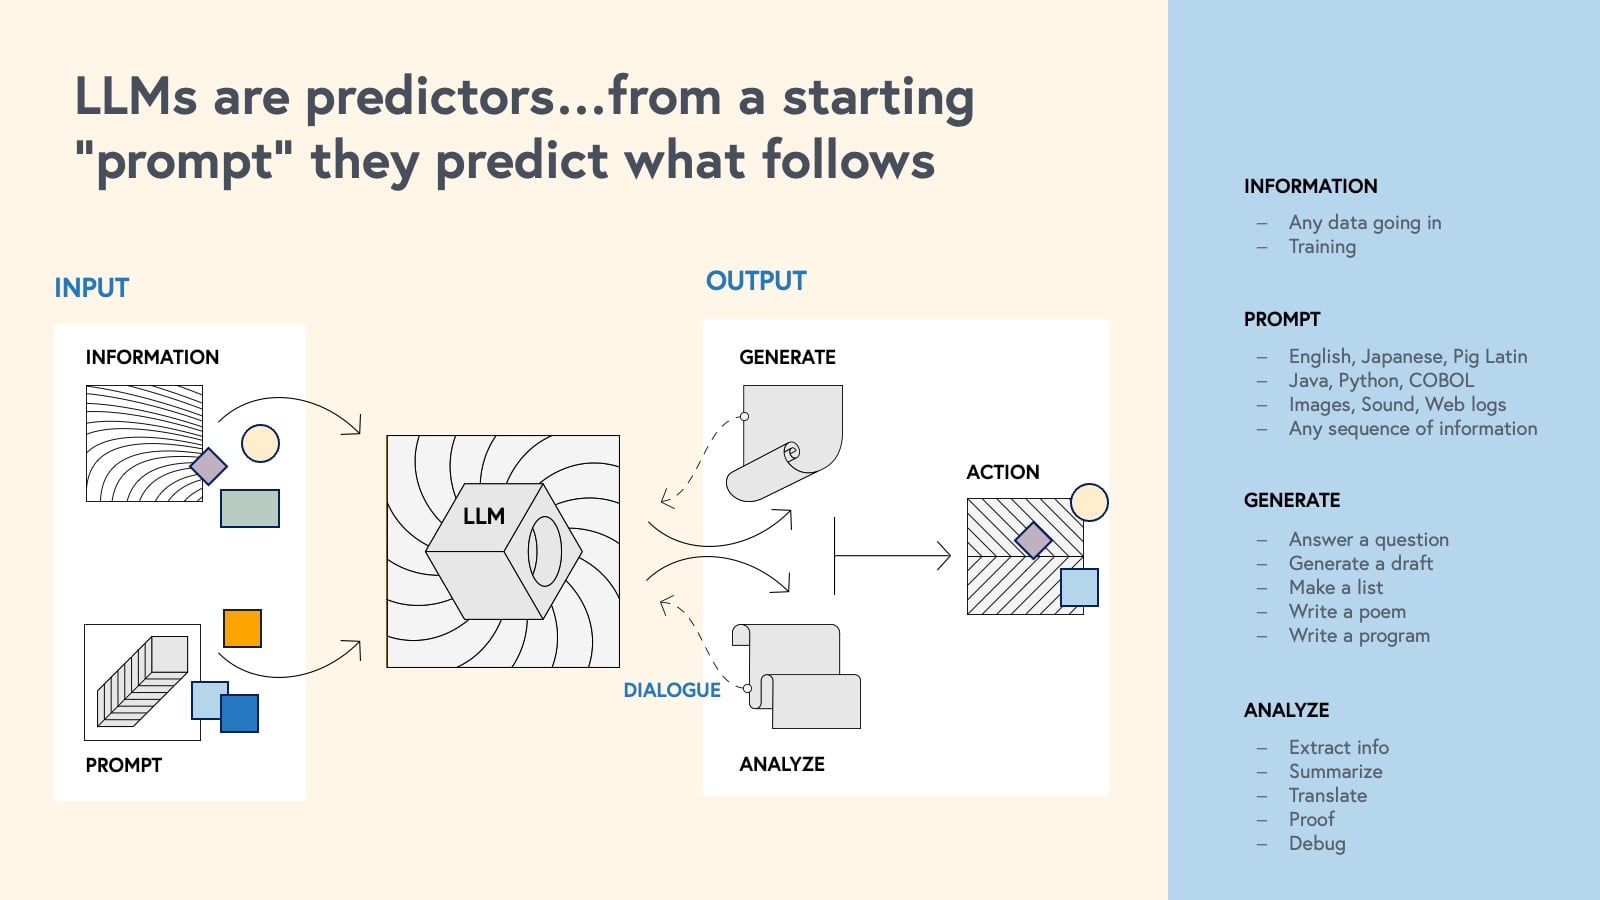 LLMs are predictors...from a starting
"prompt" they predict what follows
INPUT
INFORMATION
PROMPT
LLM
OUTPUT
GENERATE
DIALOGUE
ANALYZE
ACTION
INFORMATION
– Any data going in
– Training
PROMPT
– English, Japanese, Pig Latin
– Java, Python, COBOL
– Images, Sound, Web logs
– Any sequence of information
GENERATE
– Answer a question
– Generate a draft
– Make a list
– Write a poem
– Write a program
ANALYZE
– Extract info
– Summarize
– Translate
– Proof
– Debug